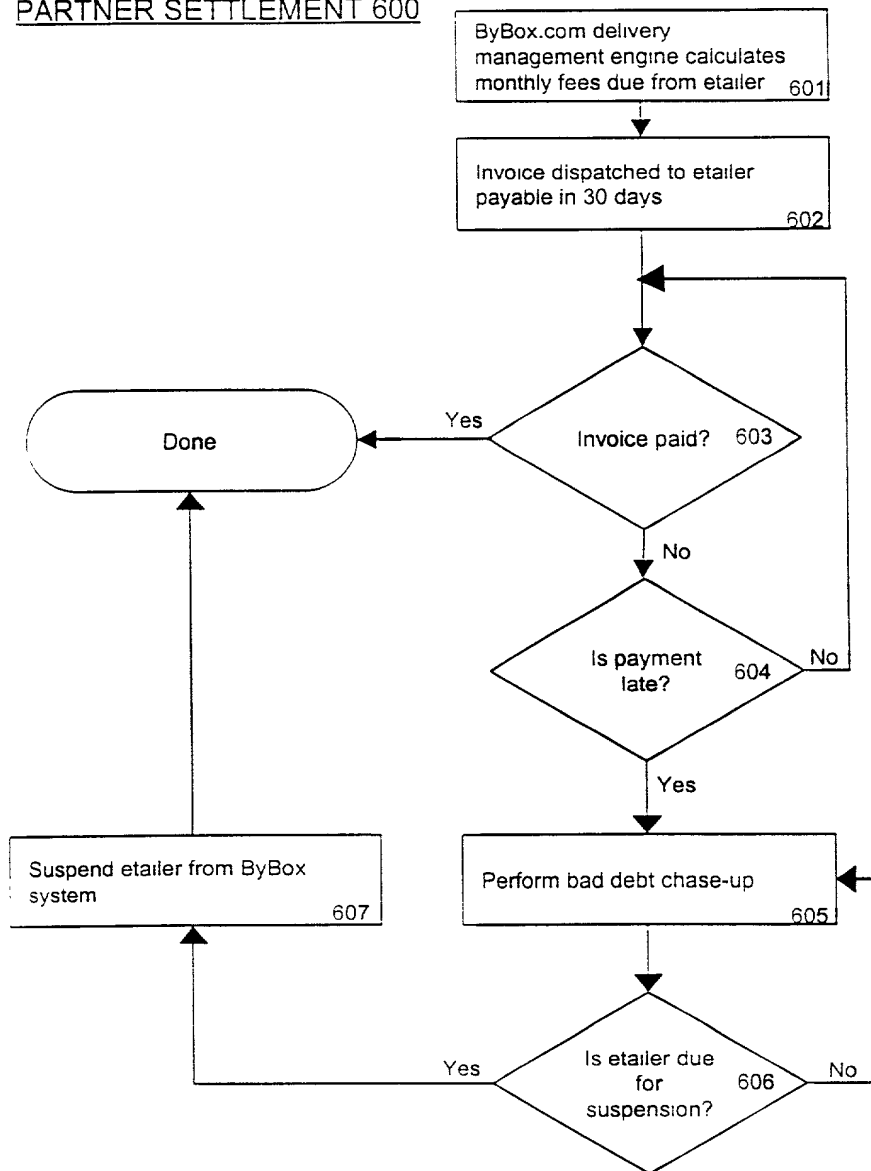 PARTNER SETTLEMENT 600
ByBox.com delivery
management engine calculates
monthly fees due from etailer
601
Invoice dispatched to etailer
payable in 30 days
602
Yes
Done
Invoice paid? 603
No
Is payment
late?
604
No
Yes
Suspend etailer from ByBox
system
607
Perform bad debt chase-up
605
Yes
Is etailer due
for
suspension?
606
No